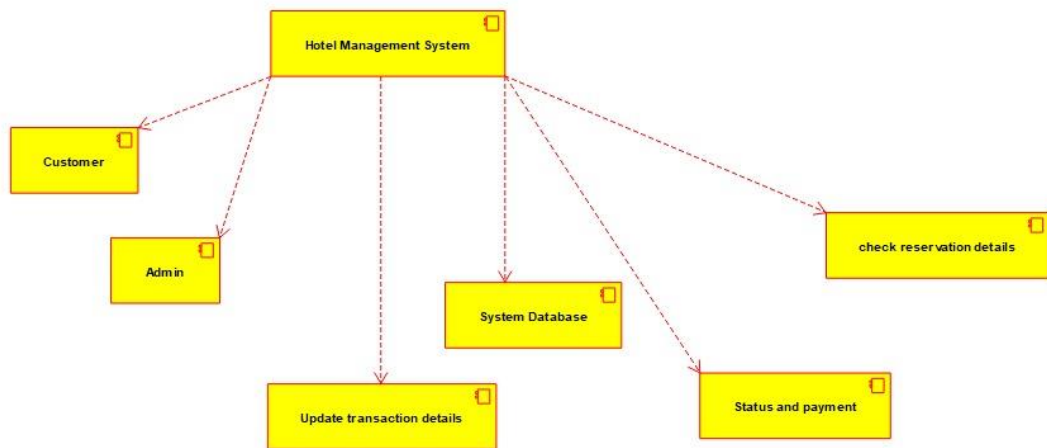 Hotel Management System
Customer
Admin
check reservation details
System Database
Status and payment
Update transaction details